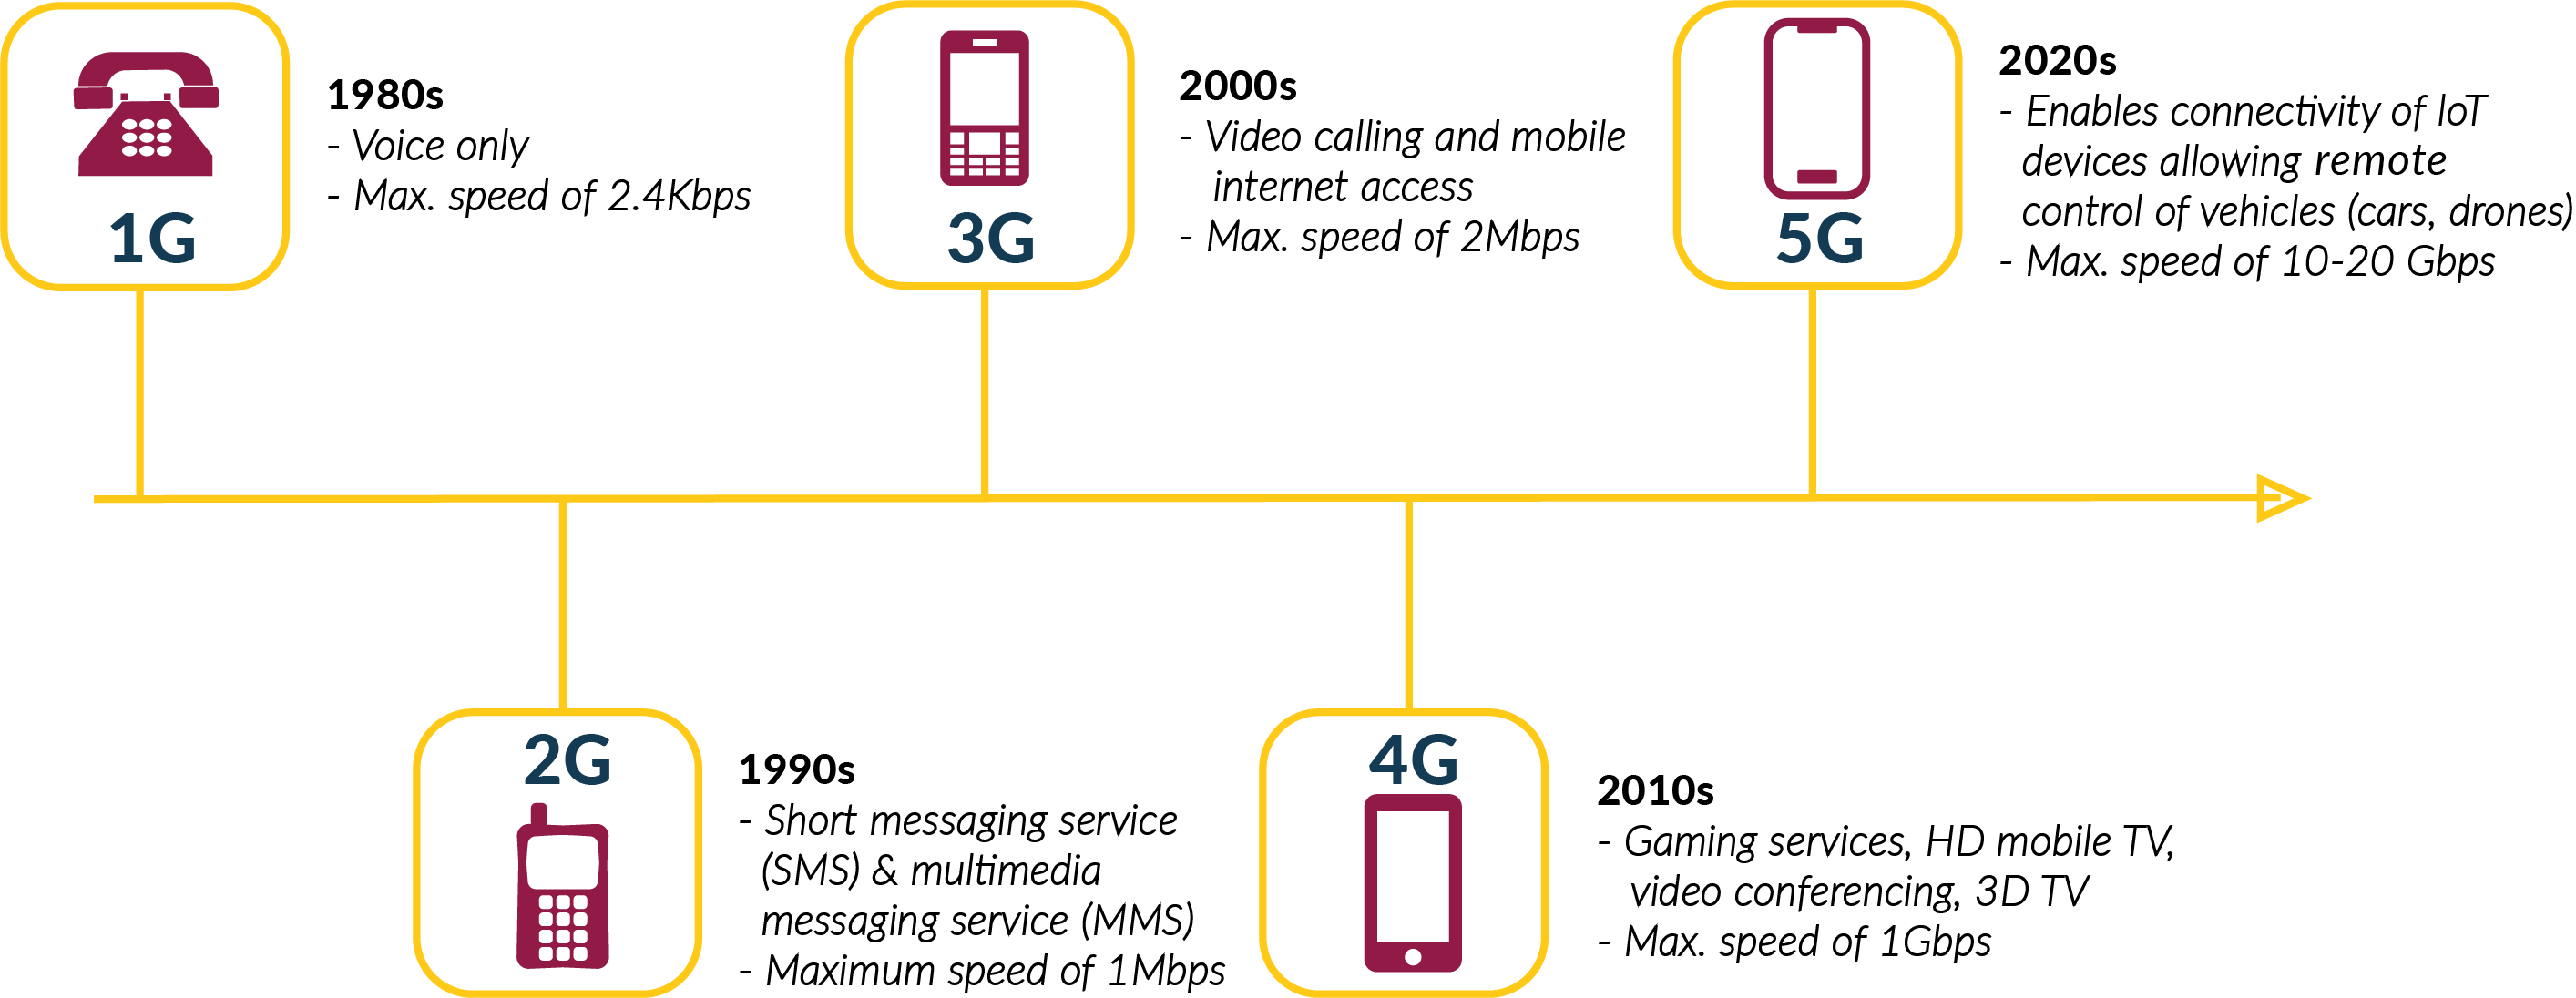 1G
1980s
- Voice only
- Max. speed of 2.4Kbps
2G
1990s
- Short messaging service
(SMS) & multimedia
messaging service (MMS)
- Maximum speed of 1Mbps
3G
2000s
- Video calling and mobile
internet access
- Max. speed of 2Mbps
4G
2010s
- Gaming services, HD mobile TV,
video conferencing, 3D TV
- Max. speed of 1Gbps
5G
2020s
- Enables connectivity of IoT
devices allowing remote
control of vehicles (cars, drones)
- Max. speed of 10-20 Gbps